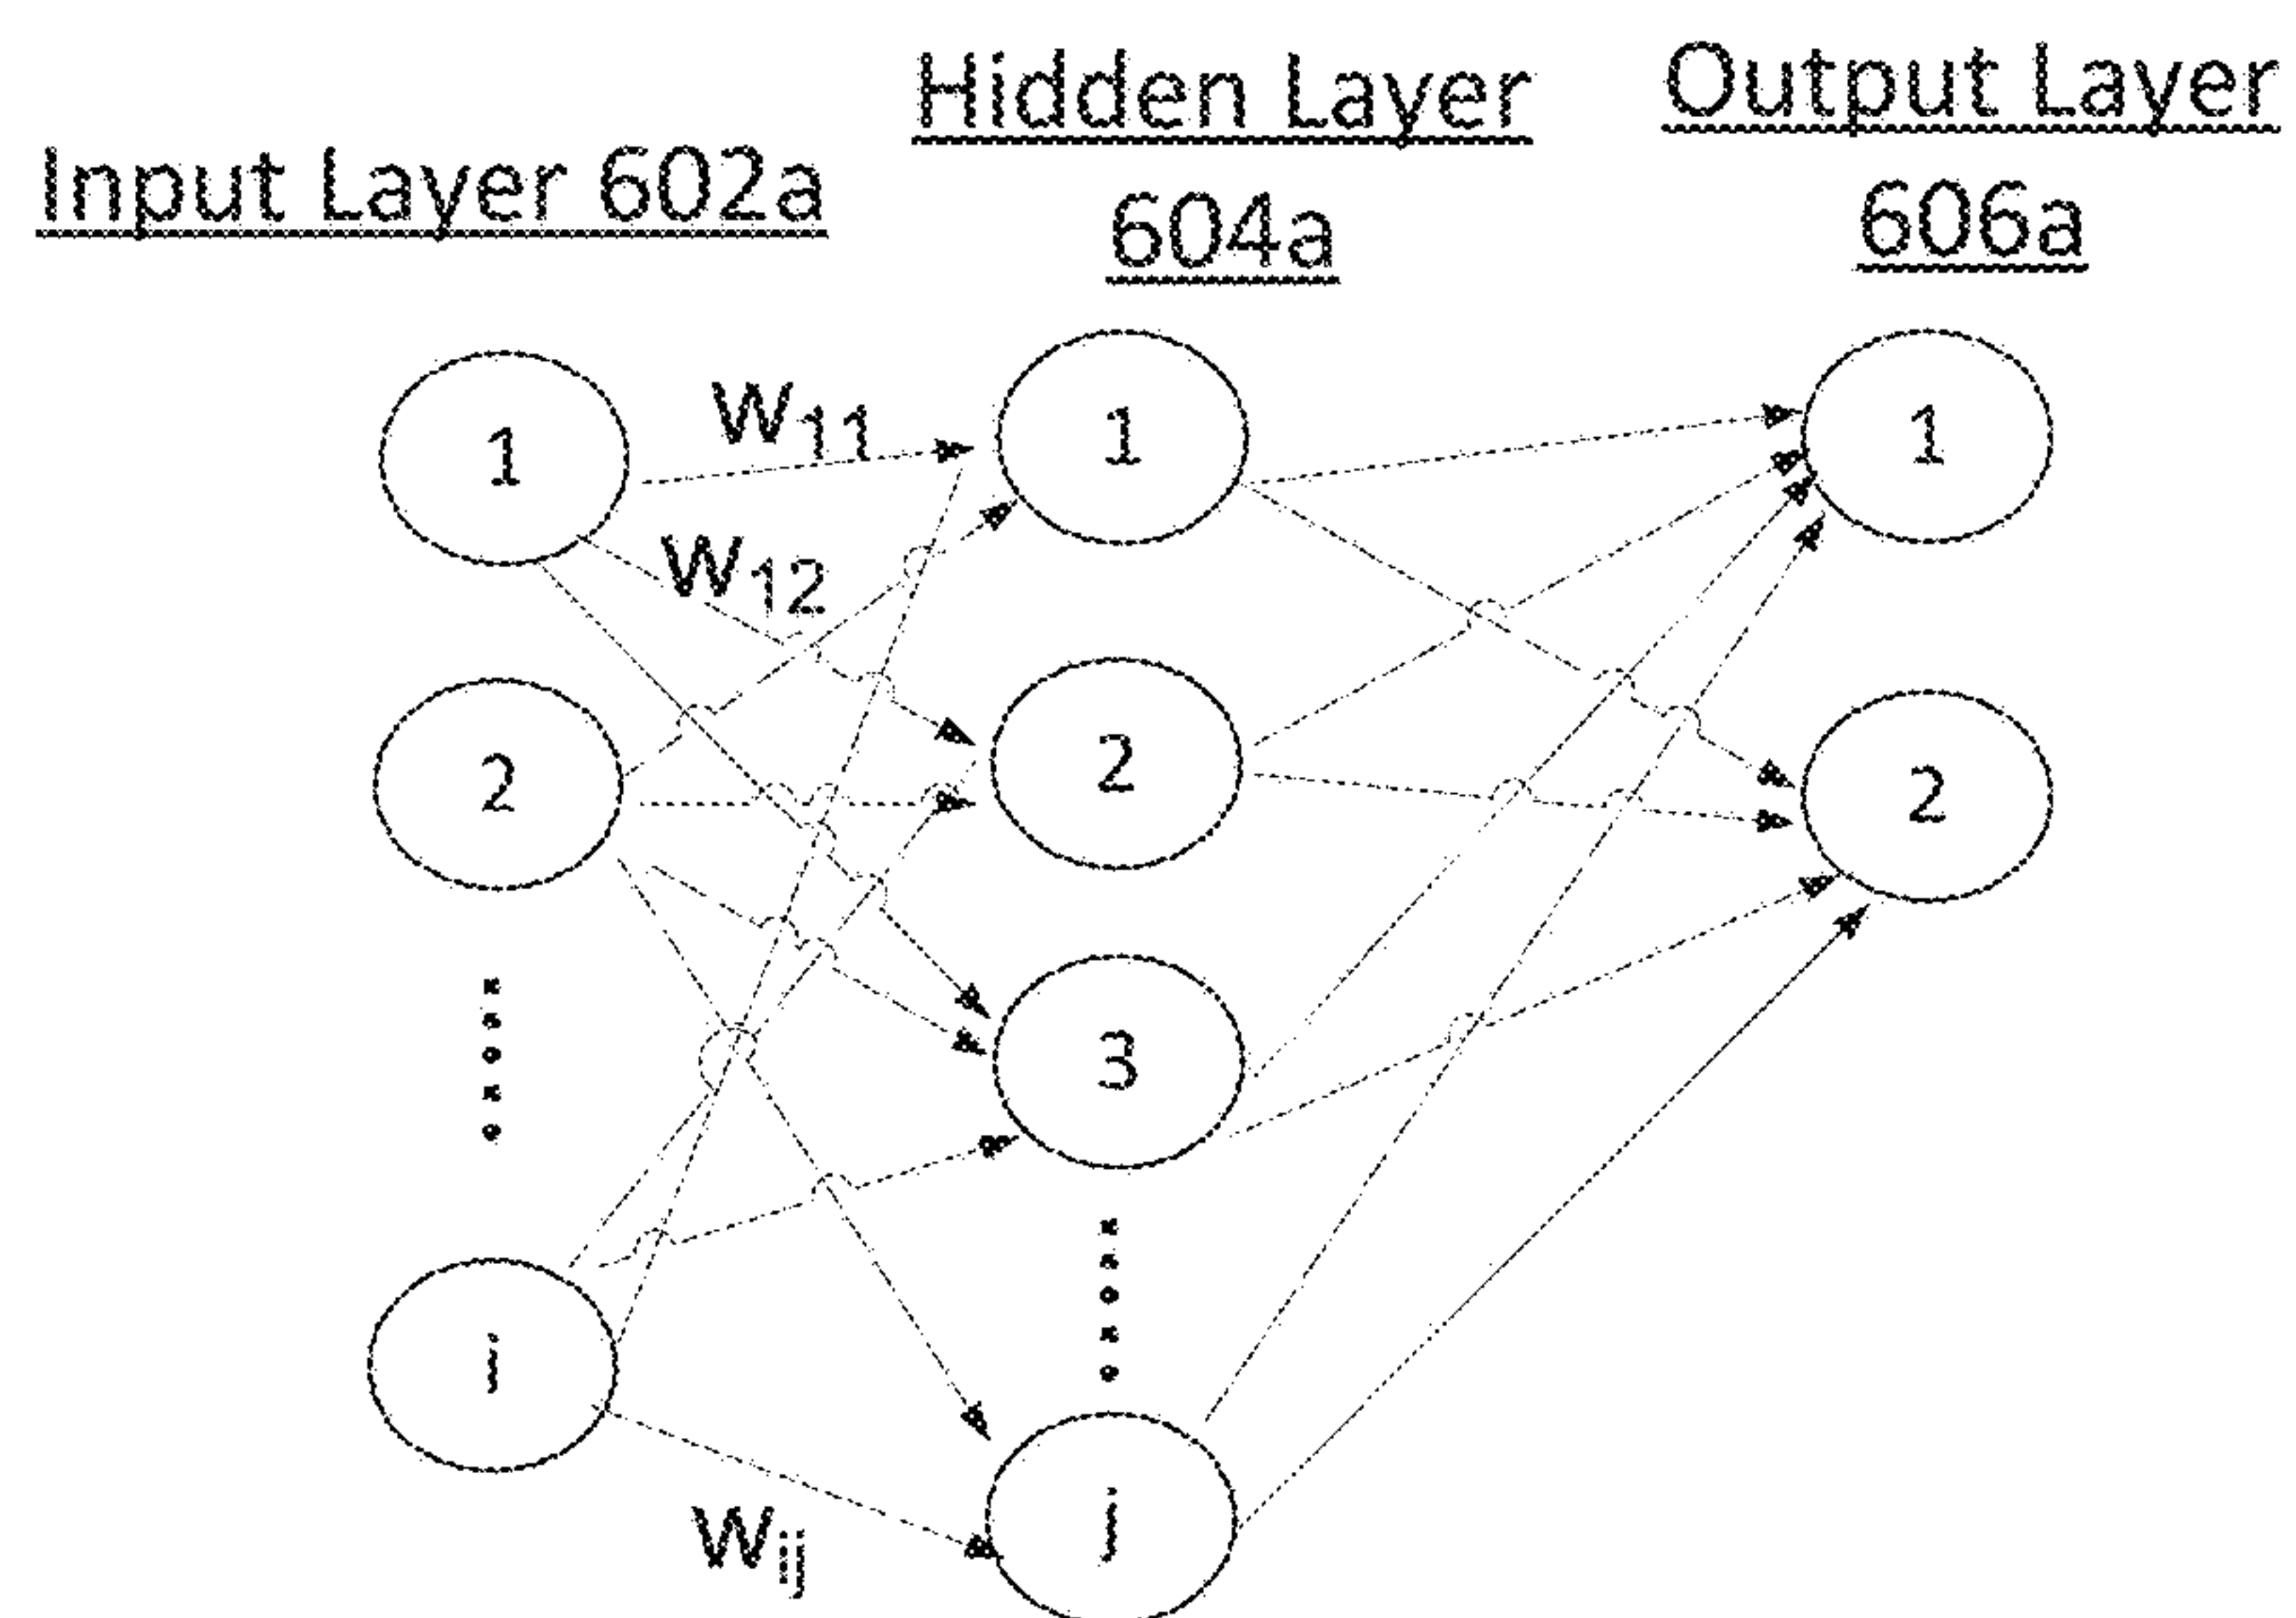 Input Layer 602a
Hidden Layer
604a
Output Layer
606a
1
W11
1
1
W12
2
2
2
3
i
j
Wij